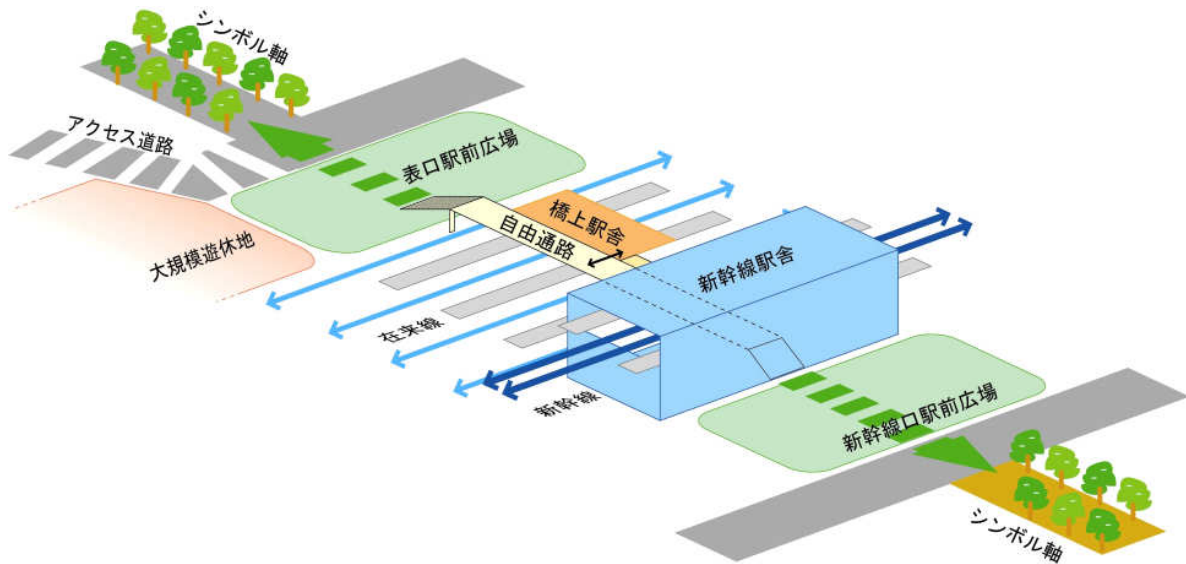 シンボル軸
アクセス道路
表口駅前広場
大規模遊休地
橋上駅舎
自由通路
新幹線駅舎
在来線
新幹線
新幹線口駅前広場
シンボル軸